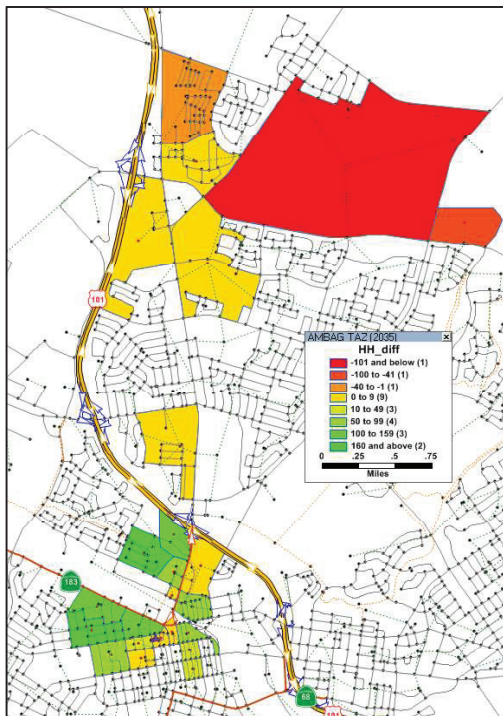 101
AMBAG TAZ (2035)
HH_diff
-101 and below (1)
-100 to -41 (1)
-40 to -1 (1)
0 to 9 (9)
10 to 49 (3)
50 to 99 (4)
100 to 159 (3)
160 and above (2)
0 .25 .5 .75
Miles
183
68
101